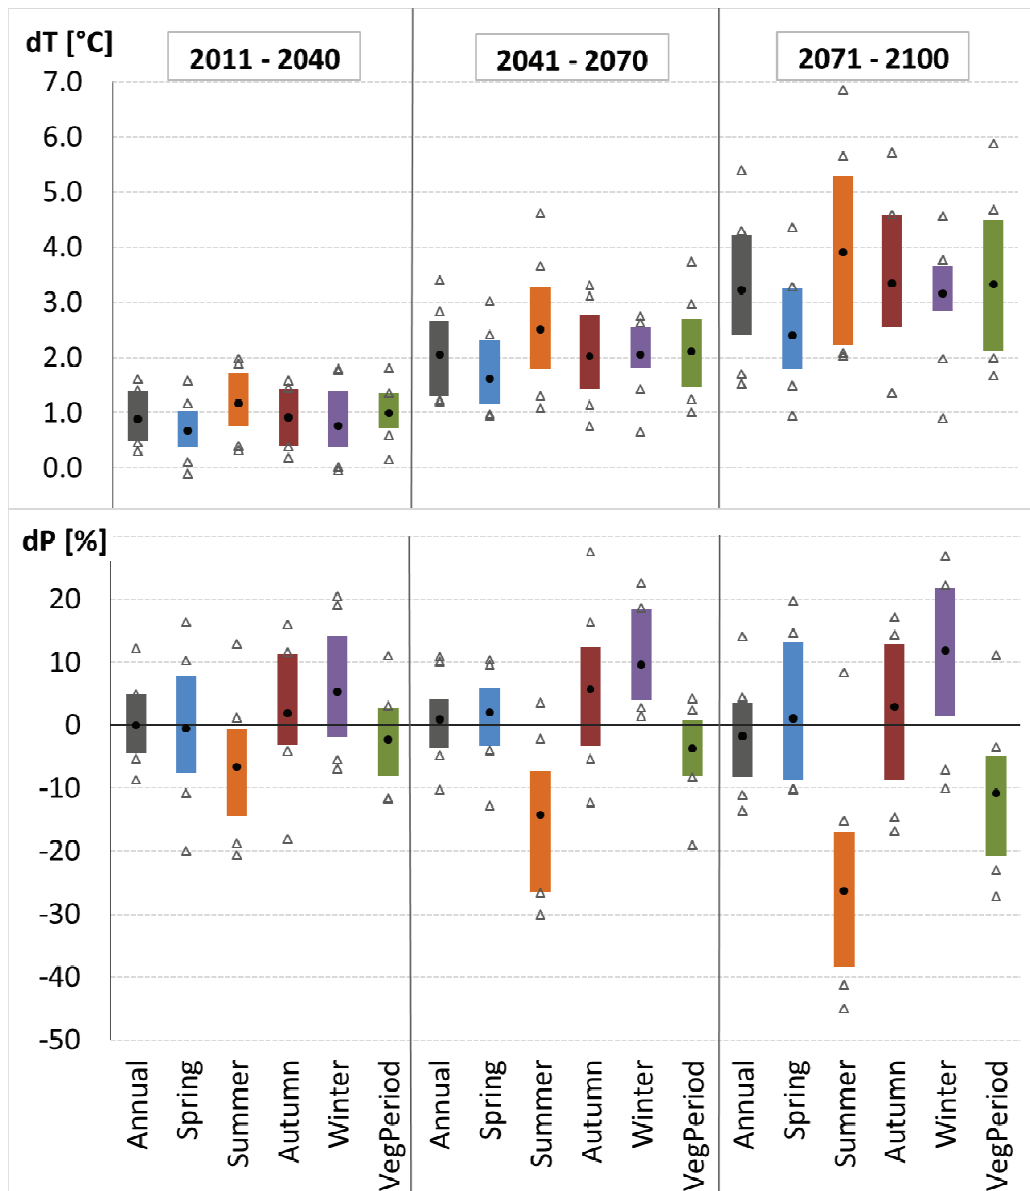 dT [°C]
2011 - 2040
2041 - 2070
2071 - 2100
7.0
6.0
5.0
4.0
3.0
2.0
1.0
0.0
dP [%]
20
10
0
-10
-20
-30
-40
-50
Annual
Spring
Summer
Autumn
Winter
VegPeriod
Annual
Spring
Summer
Autumn
Winter
VegPeriod
Annual
Spring
Summer
Autumn
Winter
VegPeriod